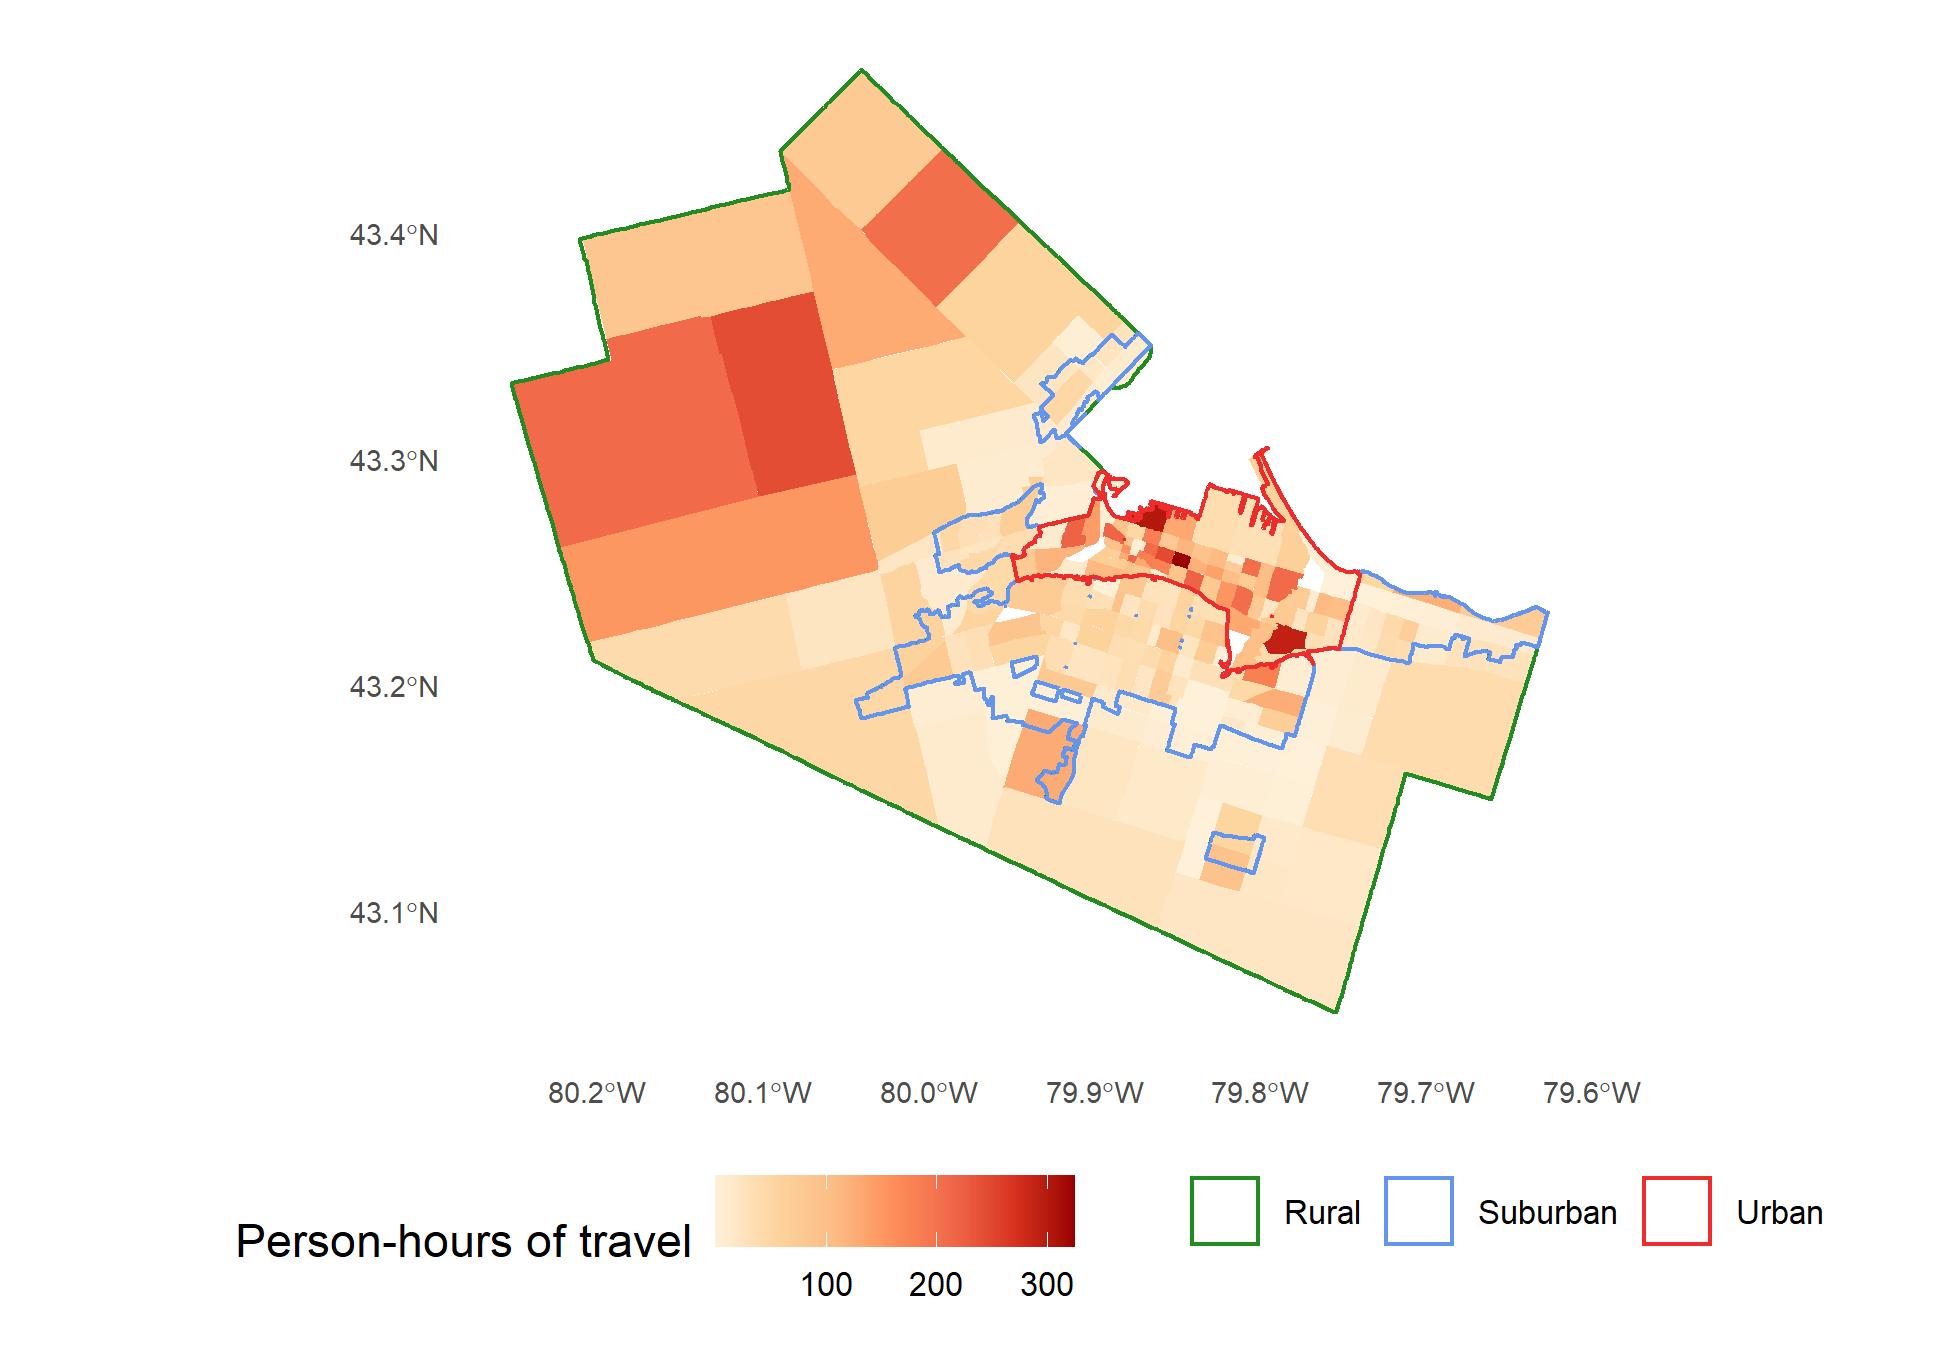 43.4°N
43.3°N
43.2°N
43.1°N
80.2°W 80.1°W 80.0°W 79.9°W 79.8°W 79.7°W 79.6°W
Person-hours of travel
100 200 300
Rural Suburban Urban